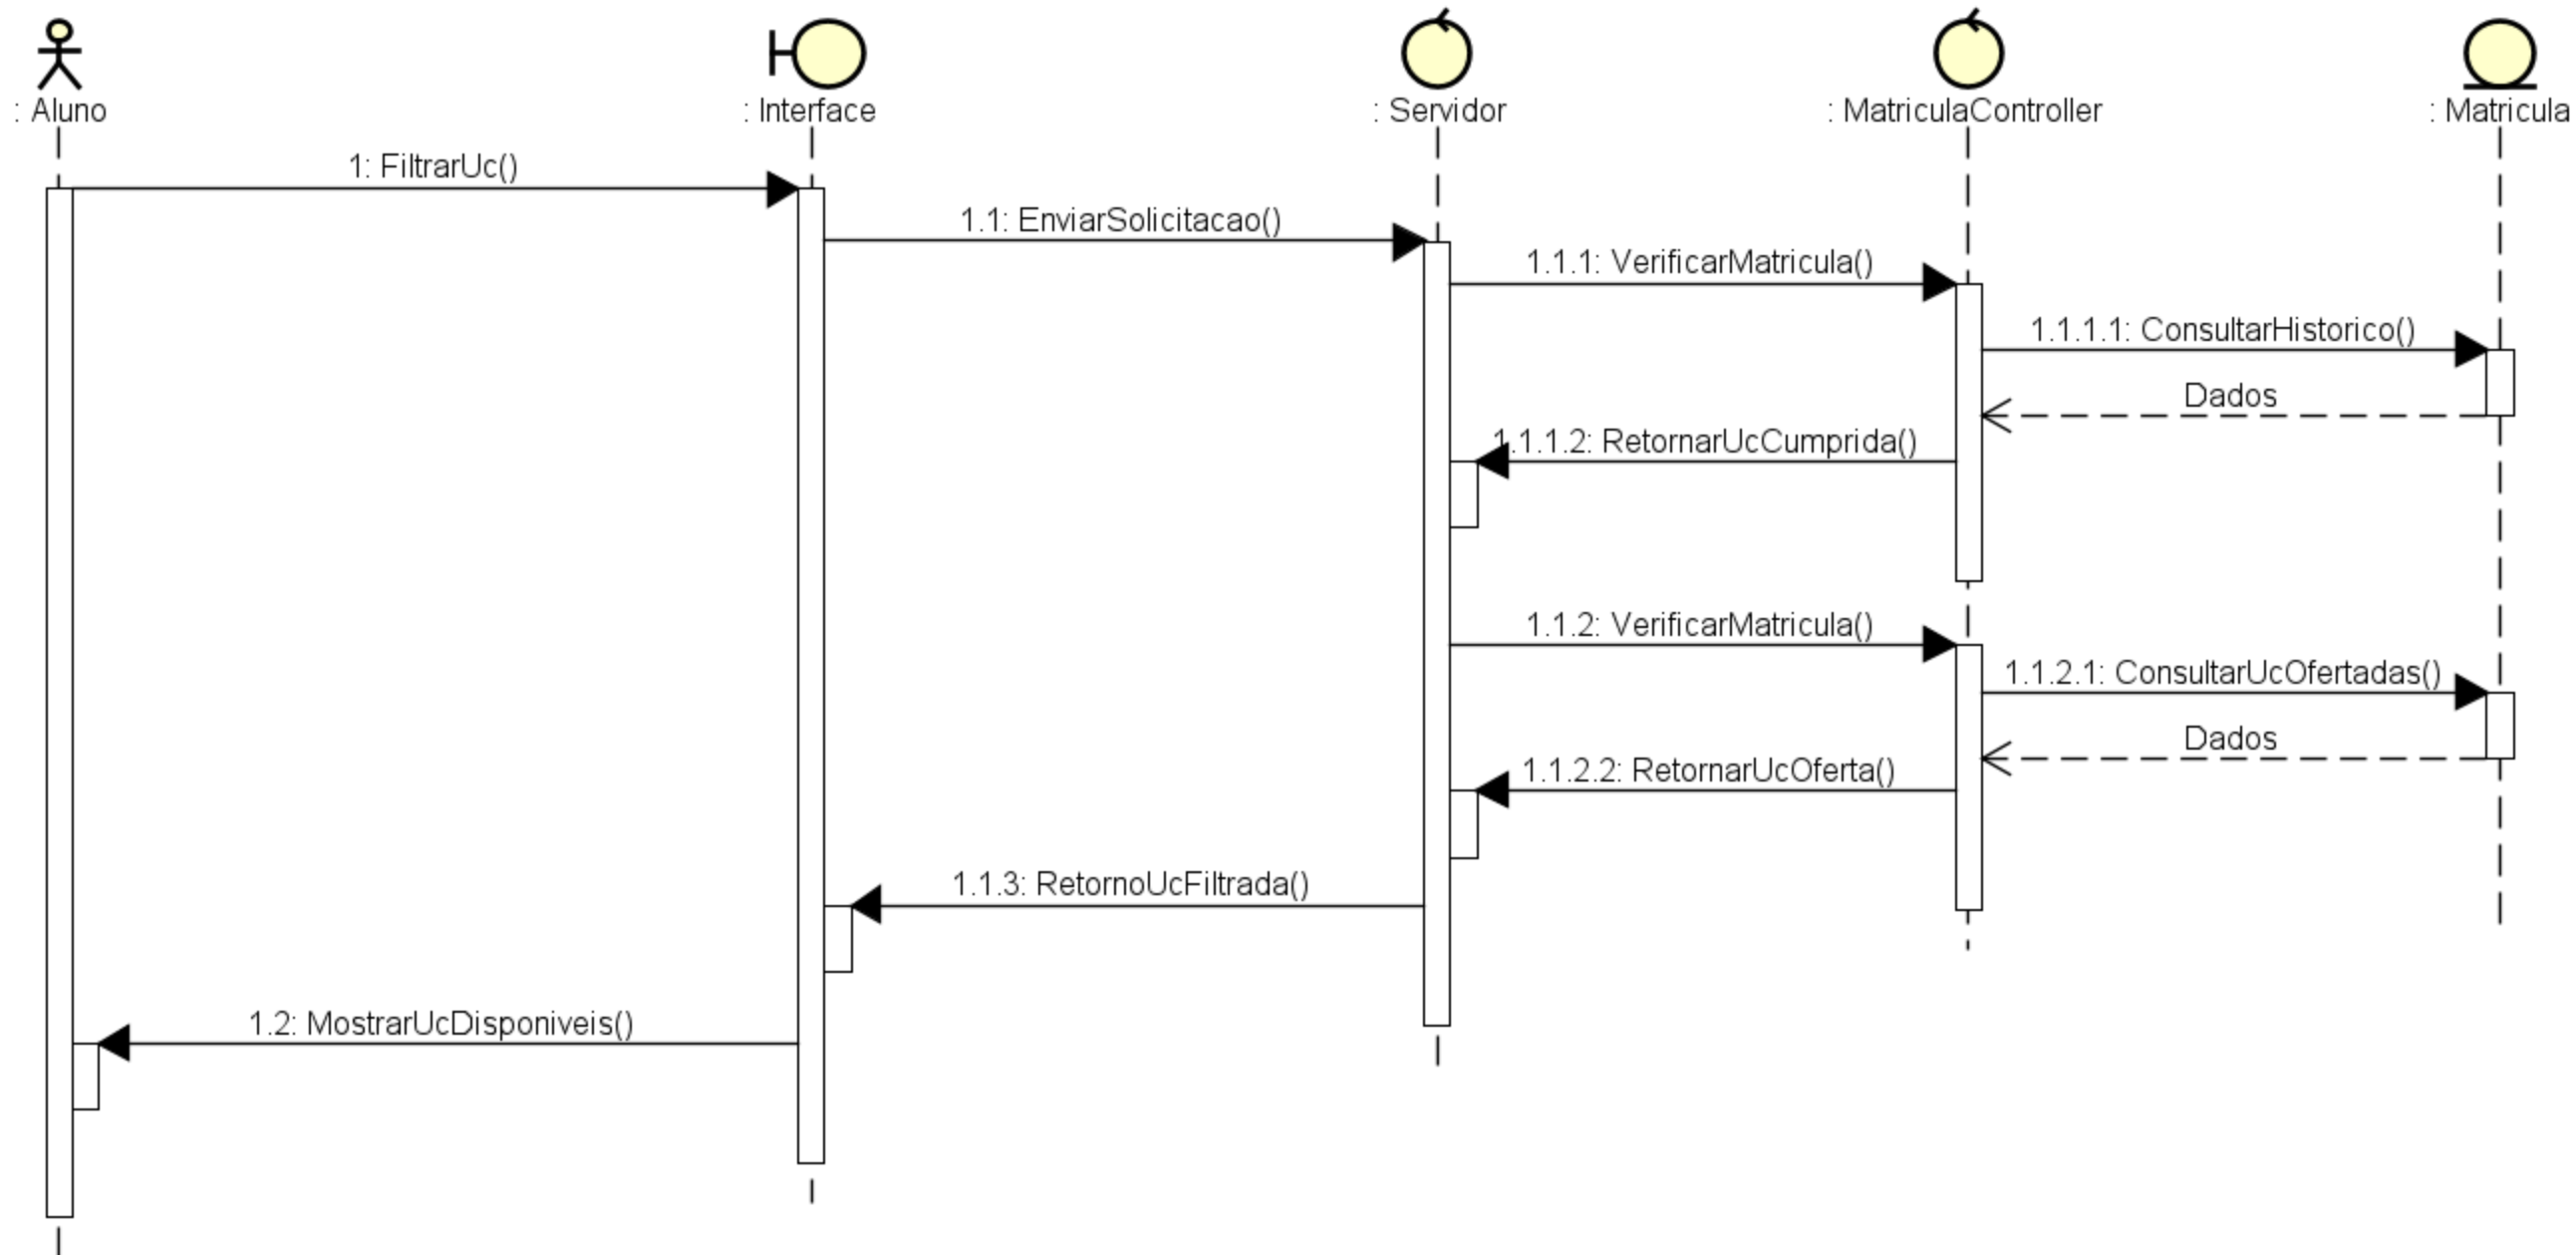 : Aluno
: Interface
: Servidor
: MatriculaController
: Matricula
1: FiltrarUc()
1.1: EnviarSolicitacao()
1.1.1: VerificarMatricula()
1.1.1.1: ConsultarHistorico()
Dados
1.1.1.2: RetornarUcCumprida()
1.1.2: VerificarMatricula()
1.1.2.1: ConsultarUcOfertadas()
Dados
1.1.2.2: RetornarUcOferta()
1.1.3: RetornoUcFiltrada()
1.2: MostrarUcDisponiveis()